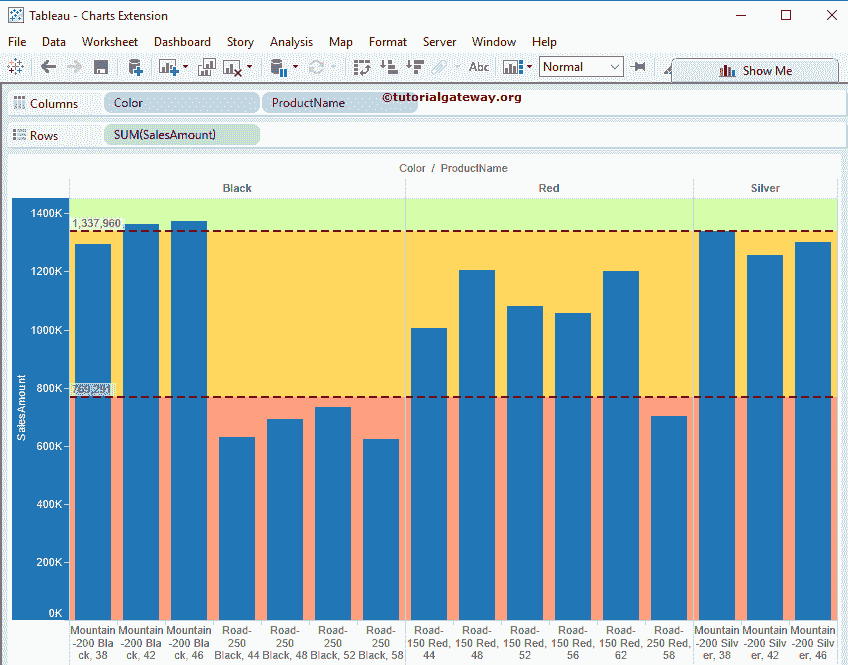 Tableau - Charts Extension
File Data Worksheet Dashboard Story Analysis Map Format Server Window Help
Abc Normal Show Me
Columns Color ProductName ©tutorialgateway.org
Rows SUM(SalesAmount)
Color / ProductName
Black Red Silver
1400K
1,337,960
1200K
1000K
800K
600K
400K
200K
0K
SalesAmount
Mountain Mountain Mountain Road- Road- Road- Road- Road- Road- Road- Road- Road- Road- Mountain Mountain Mountain
-200 Bla -200 Bla -200 Bla 250 250 250 250 150 Red, 150 Red, 150 Red, 150 Red, 150 Red, 250 Red, -200 Silv -200 Silv -200 Silv
ck, 38 ck, 42 ck, 46 Black, 44 Black, 48 Black, 52 Black, 58 44 48 52 56 62 58 er, 38 er, 42 er, 46